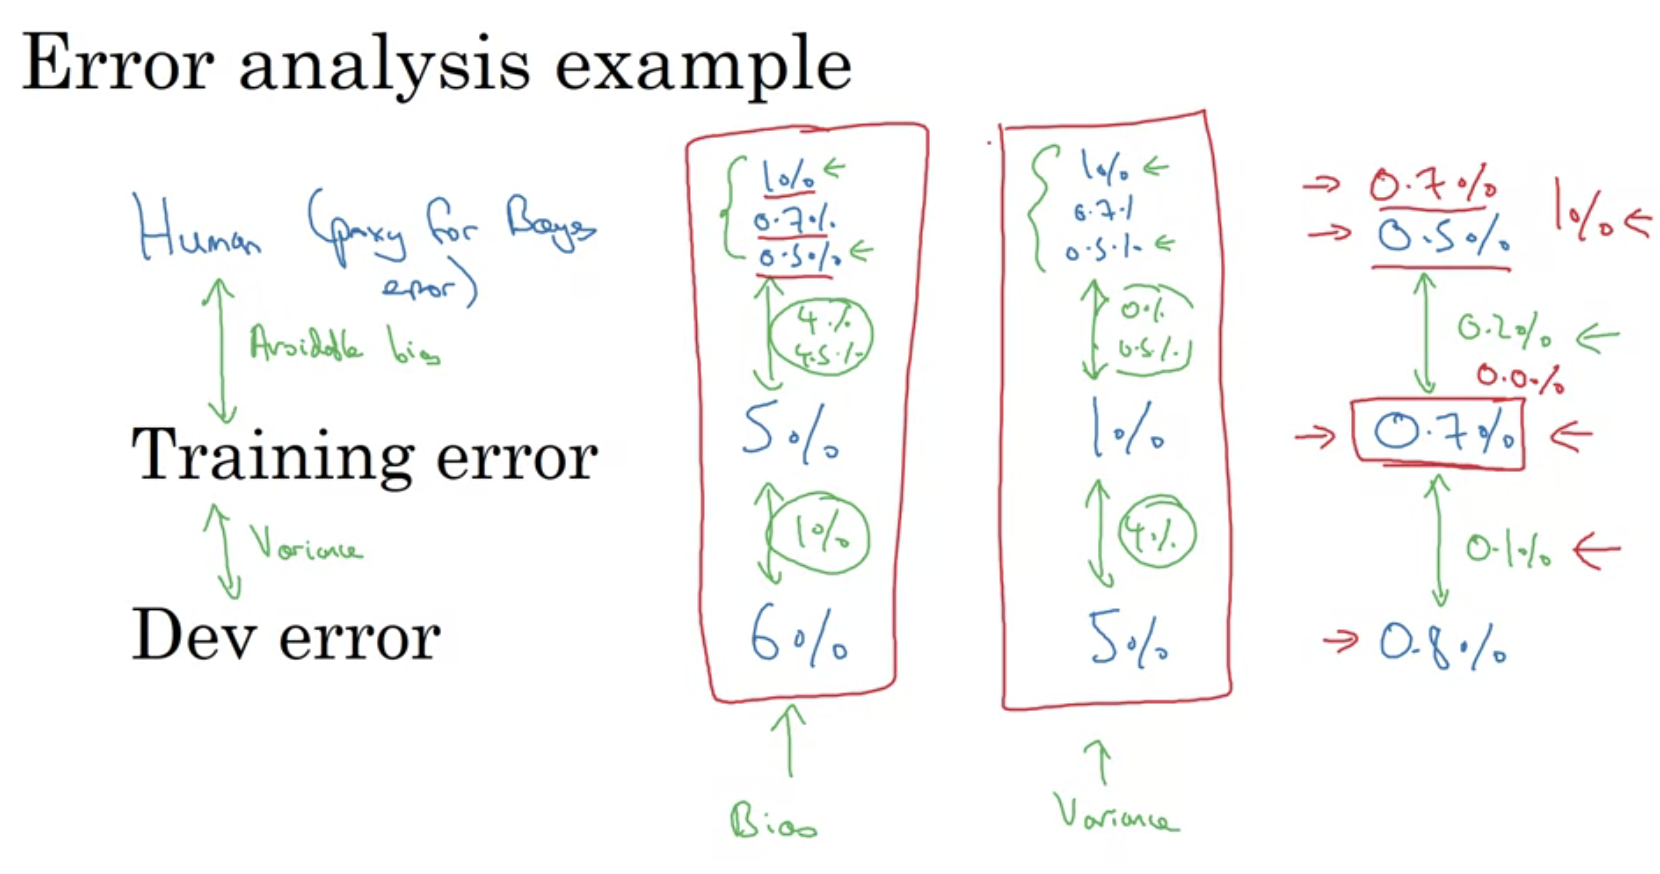 Error analysis example
1%
0.7%
0.5%
1%
0.7%
0.5%
0.7%
0.5%
1%
Human (proxy for Bayes
error)
Avoidable bias
4%
4.5%
0%
0.5%
0.2%
0.0%
Training error
5%
1%
0.7%
Variance
1%
4%
0.1%
Dev error
6%
5%
0.8%
Bias
Variance